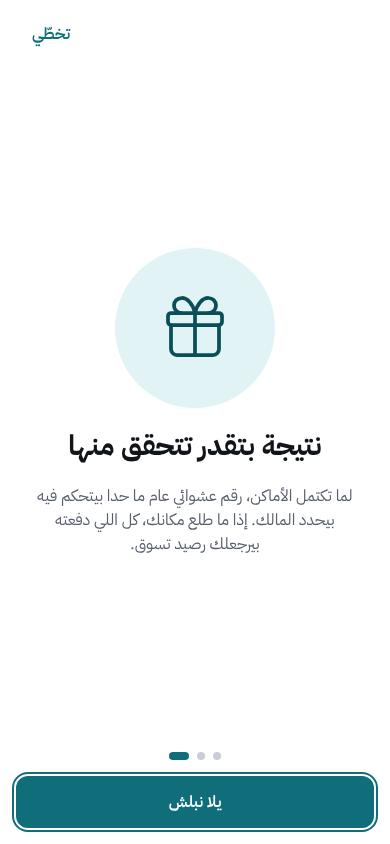 تخطّي
نتيجة بتقدر تتحقق منها
لما تكتمل الأماكن، رقم عشوائي عام ما حدا بيتحكم فيه
بيحدد المالك. إذا ما طلع مكانك، كل اللي دفعته
بيرجعلك رصيد تسوق.
يلا نبلش